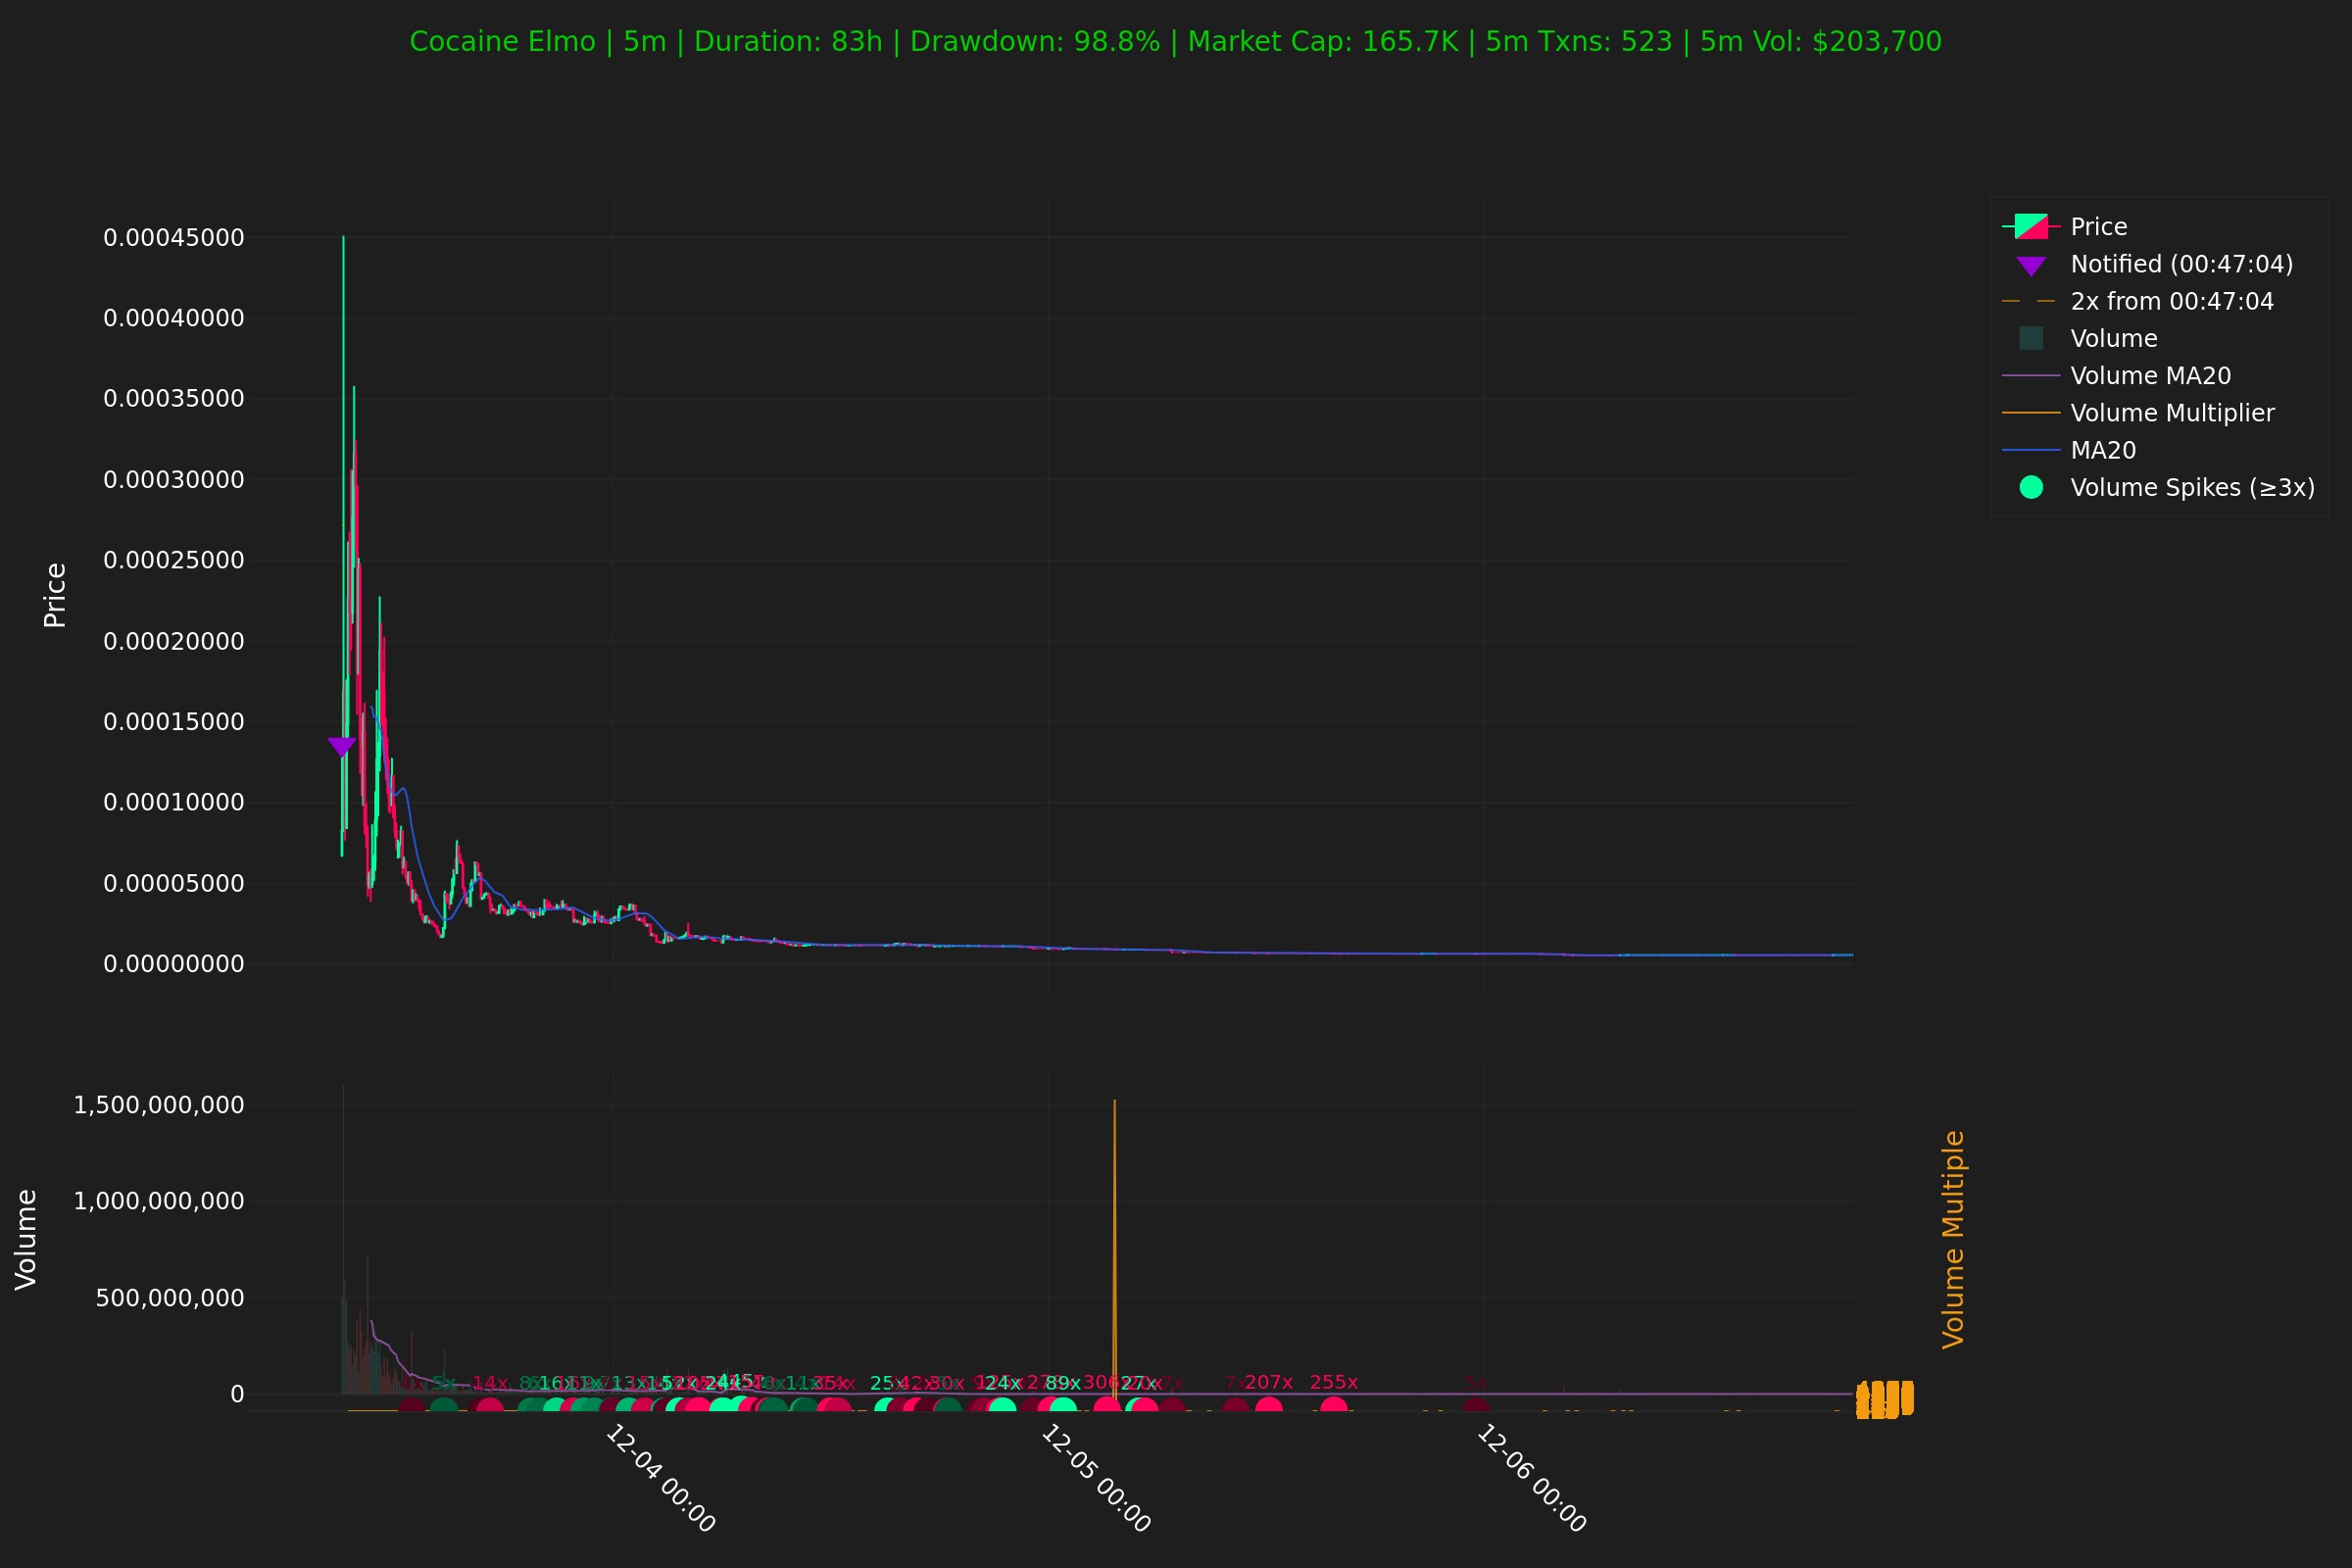 Cocaine Elmo | 5m | Duration: 83h | Drawdown: 98.8% | Market Cap: 165.7K | 5m Txns: 523 | 5m Vol: $203,700
Price
0.00045000
0.00040000
0.00035000
0.00030000
0.00025000
0.00020000
0.00015000
0.00010000
0.00005000
0.00000000
Price
Notified (00:47:04)
2x from 00:47:04
Volume
Volume MA20
Volume Multiplier
MA20
Volume Spikes (≥3x)
Volume
1,500,000,000
1,000,000,000
500,000,000
0
5x 14x 16x 13x 25x 30x 24x 89x 27x 7x 207x 255x
Volume Multiple
12-04 00:00
12-05 00:00
12-06 00:00